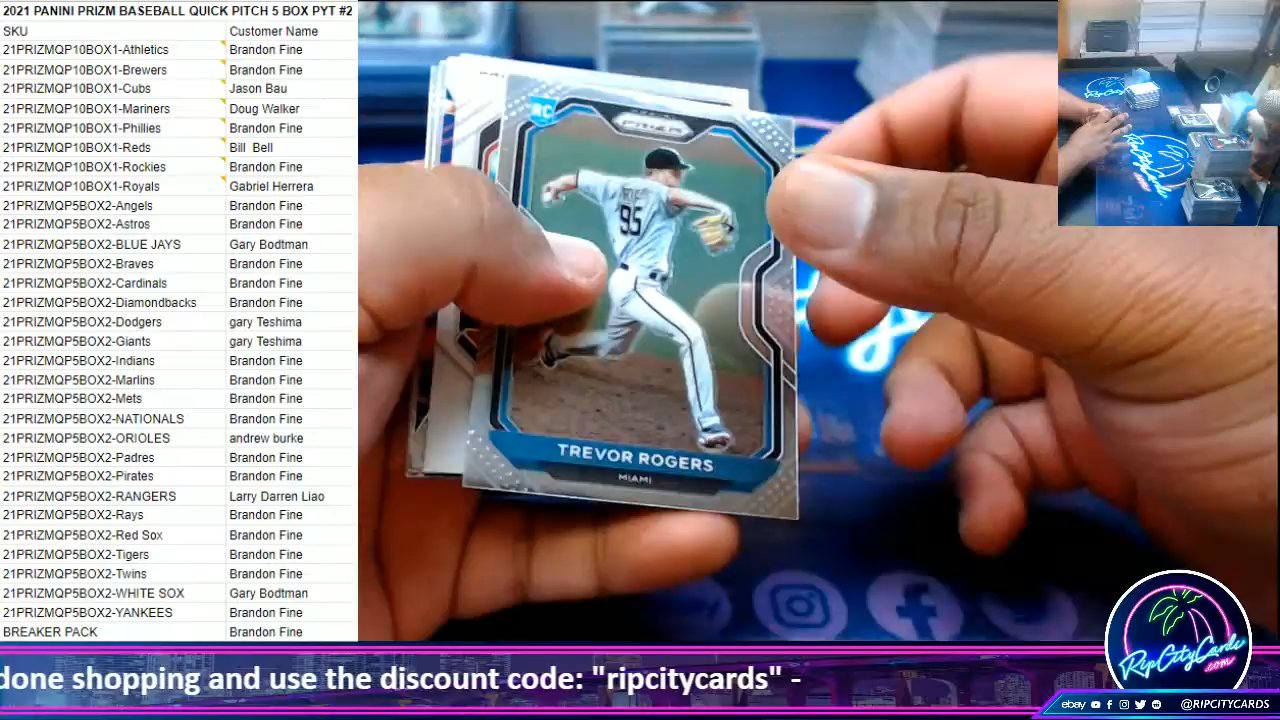 2021 PANINI PRIZM BASEBALL QUICK PITCH 5 BOX PYT #2
SKU Customer Name
21PRIZMQP10BOX1-Athletics Brandon Fine
21PRIZMQP10BOX1-Brewers Brandon Fine
21PRIZMQP10BOX1-Cubs Jason Bau
21PRIZMQP10BOX1-Mariners Doug Walker
21PRIZMQP10BOX1-Phillies Brandon Fine
21PRIZMQP10BOX1-Reds Bill Bell
21PRIZMQP10BOX1-Rockies Brandon Fine
21PRIZMQP10BOX1-Royals Gabriel Herrera
21PRIZMQP5BOX2-Angels Brandon Fine
21PRIZMQP5BOX2-Astros Brandon Fine
21PRIZMQP5BOX2-BLUE JAYS Gary Bodtman
21PRIZMQP5BOX2-Braves Brandon Fine
21PRIZMQP5BOX2-Cardinals Brandon Fine
21PRIZMQP5BOX2-Diamondbacks Brandon Fine
21PRIZMQP5BOX2-Dodgers gary Teshima
21PRIZMQP5BOX2-Giants gary Teshima
21PRIZMQP5BOX2-Indians Brandon Fine
21PRIZMQP5BOX2-Marlins Brandon Fine
21PRIZMQP5BOX2-Mets Brandon Fine
21PRIZMQP5BOX2-NATIONALS Brandon Fine
21PRIZMQP5BOX2-ORIOLES andrew burke
21PRIZMQP5BOX2-Padres Brandon Fine
21PRIZMQP5BOX2-Pirates Brandon Fine
21PRIZMQP5BOX2-RANGERS Larry Darren Liao
21PRIZMQP5BOX2-Rays Brandon Fine
21PRIZMQP5BOX2-Red Sox Brandon Fine
21PRIZMQP5BOX2-Tigers Brandon Fine
21PRIZMQP5BOX2-Twins Brandon Fine
21PRIZMQP5BOX2-WHITE SOX Gary Bodtman
21PRIZMQP5BOX2-YANKEES Brandon Fine
BREAKER PACK Brandon Fine
RC
PRIZM
95
TREVOR ROGERS
MIAMI
RipCityCards
.com
done shopping and use the discount code: "ripcitycards" -
ebay @RIPCITYCARDS